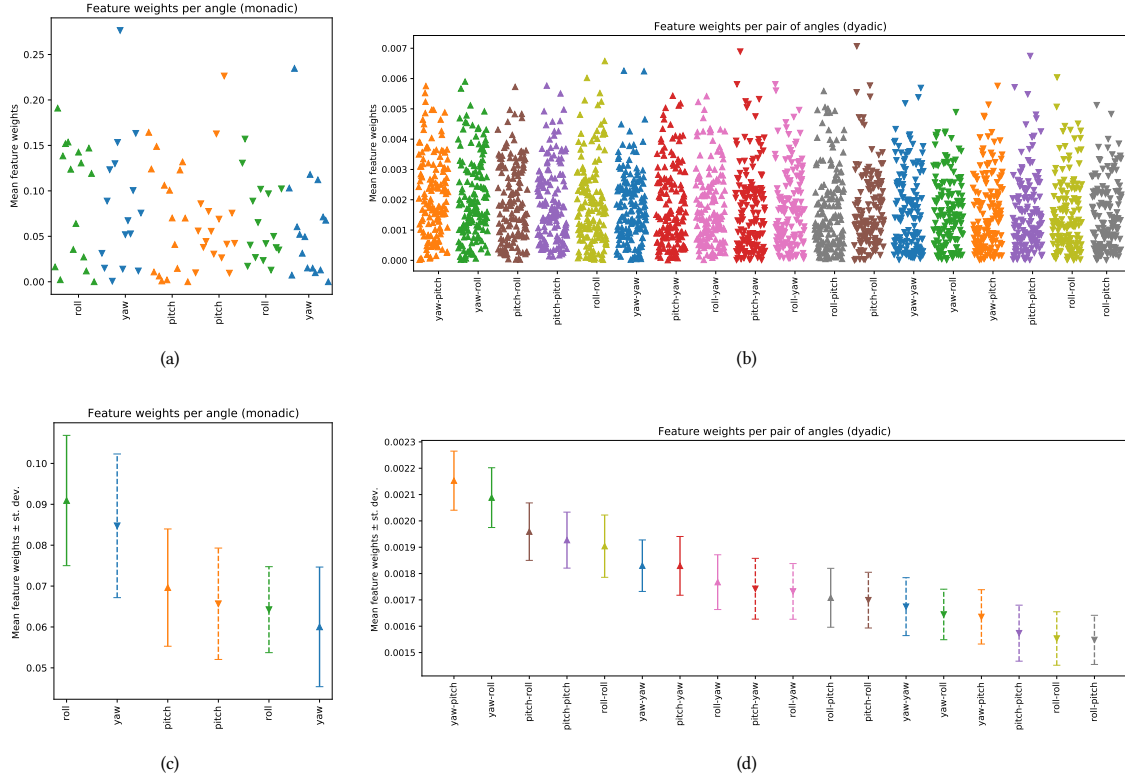 Feature weights per angle (monadic)
Mean feature weights
0.25
0.20
0.15
0.10
0.05
0.00
roll
yaw
pitch
pitch
roll
yaw
(a)
Feature weights per pair of angles (dyadic)
Mean feature weights
0.007
0.006
0.005
0.004
0.003
0.002
0.001
0.000
yaw-pitch
yaw-roll
pitch-roll
pitch-pitch
roll-roll
yaw-yaw
pitch-yaw
roll-yaw
pitch-yaw
roll-yaw
roll-pitch
pitch-roll
yaw-yaw
yaw-roll
yaw-pitch
pitch-pitch
roll-roll
roll-pitch
(b)
Feature weights per angle (monadic)
Mean feature weights ± st. dev.
0.10
0.09
0.08
0.07
0.06
0.05
roll
yaw
pitch
pitch
roll
yaw
(c)
Feature weights per pair of angles (dyadic)
Mean feature weights ± st. dev.
0.0023
0.0022
0.0021
0.0020
0.0019
0.0018
0.0017
0.0016
0.0015
yaw-pitch
yaw-roll
pitch-roll
pitch-pitch
roll-roll
yaw-yaw
pitch-yaw
roll-yaw
pitch-yaw
roll-yaw
roll-pitch
pitch-roll
yaw-yaw
yaw-roll
yaw-pitch
pitch-pitch
roll-roll
roll-pitch
(d)